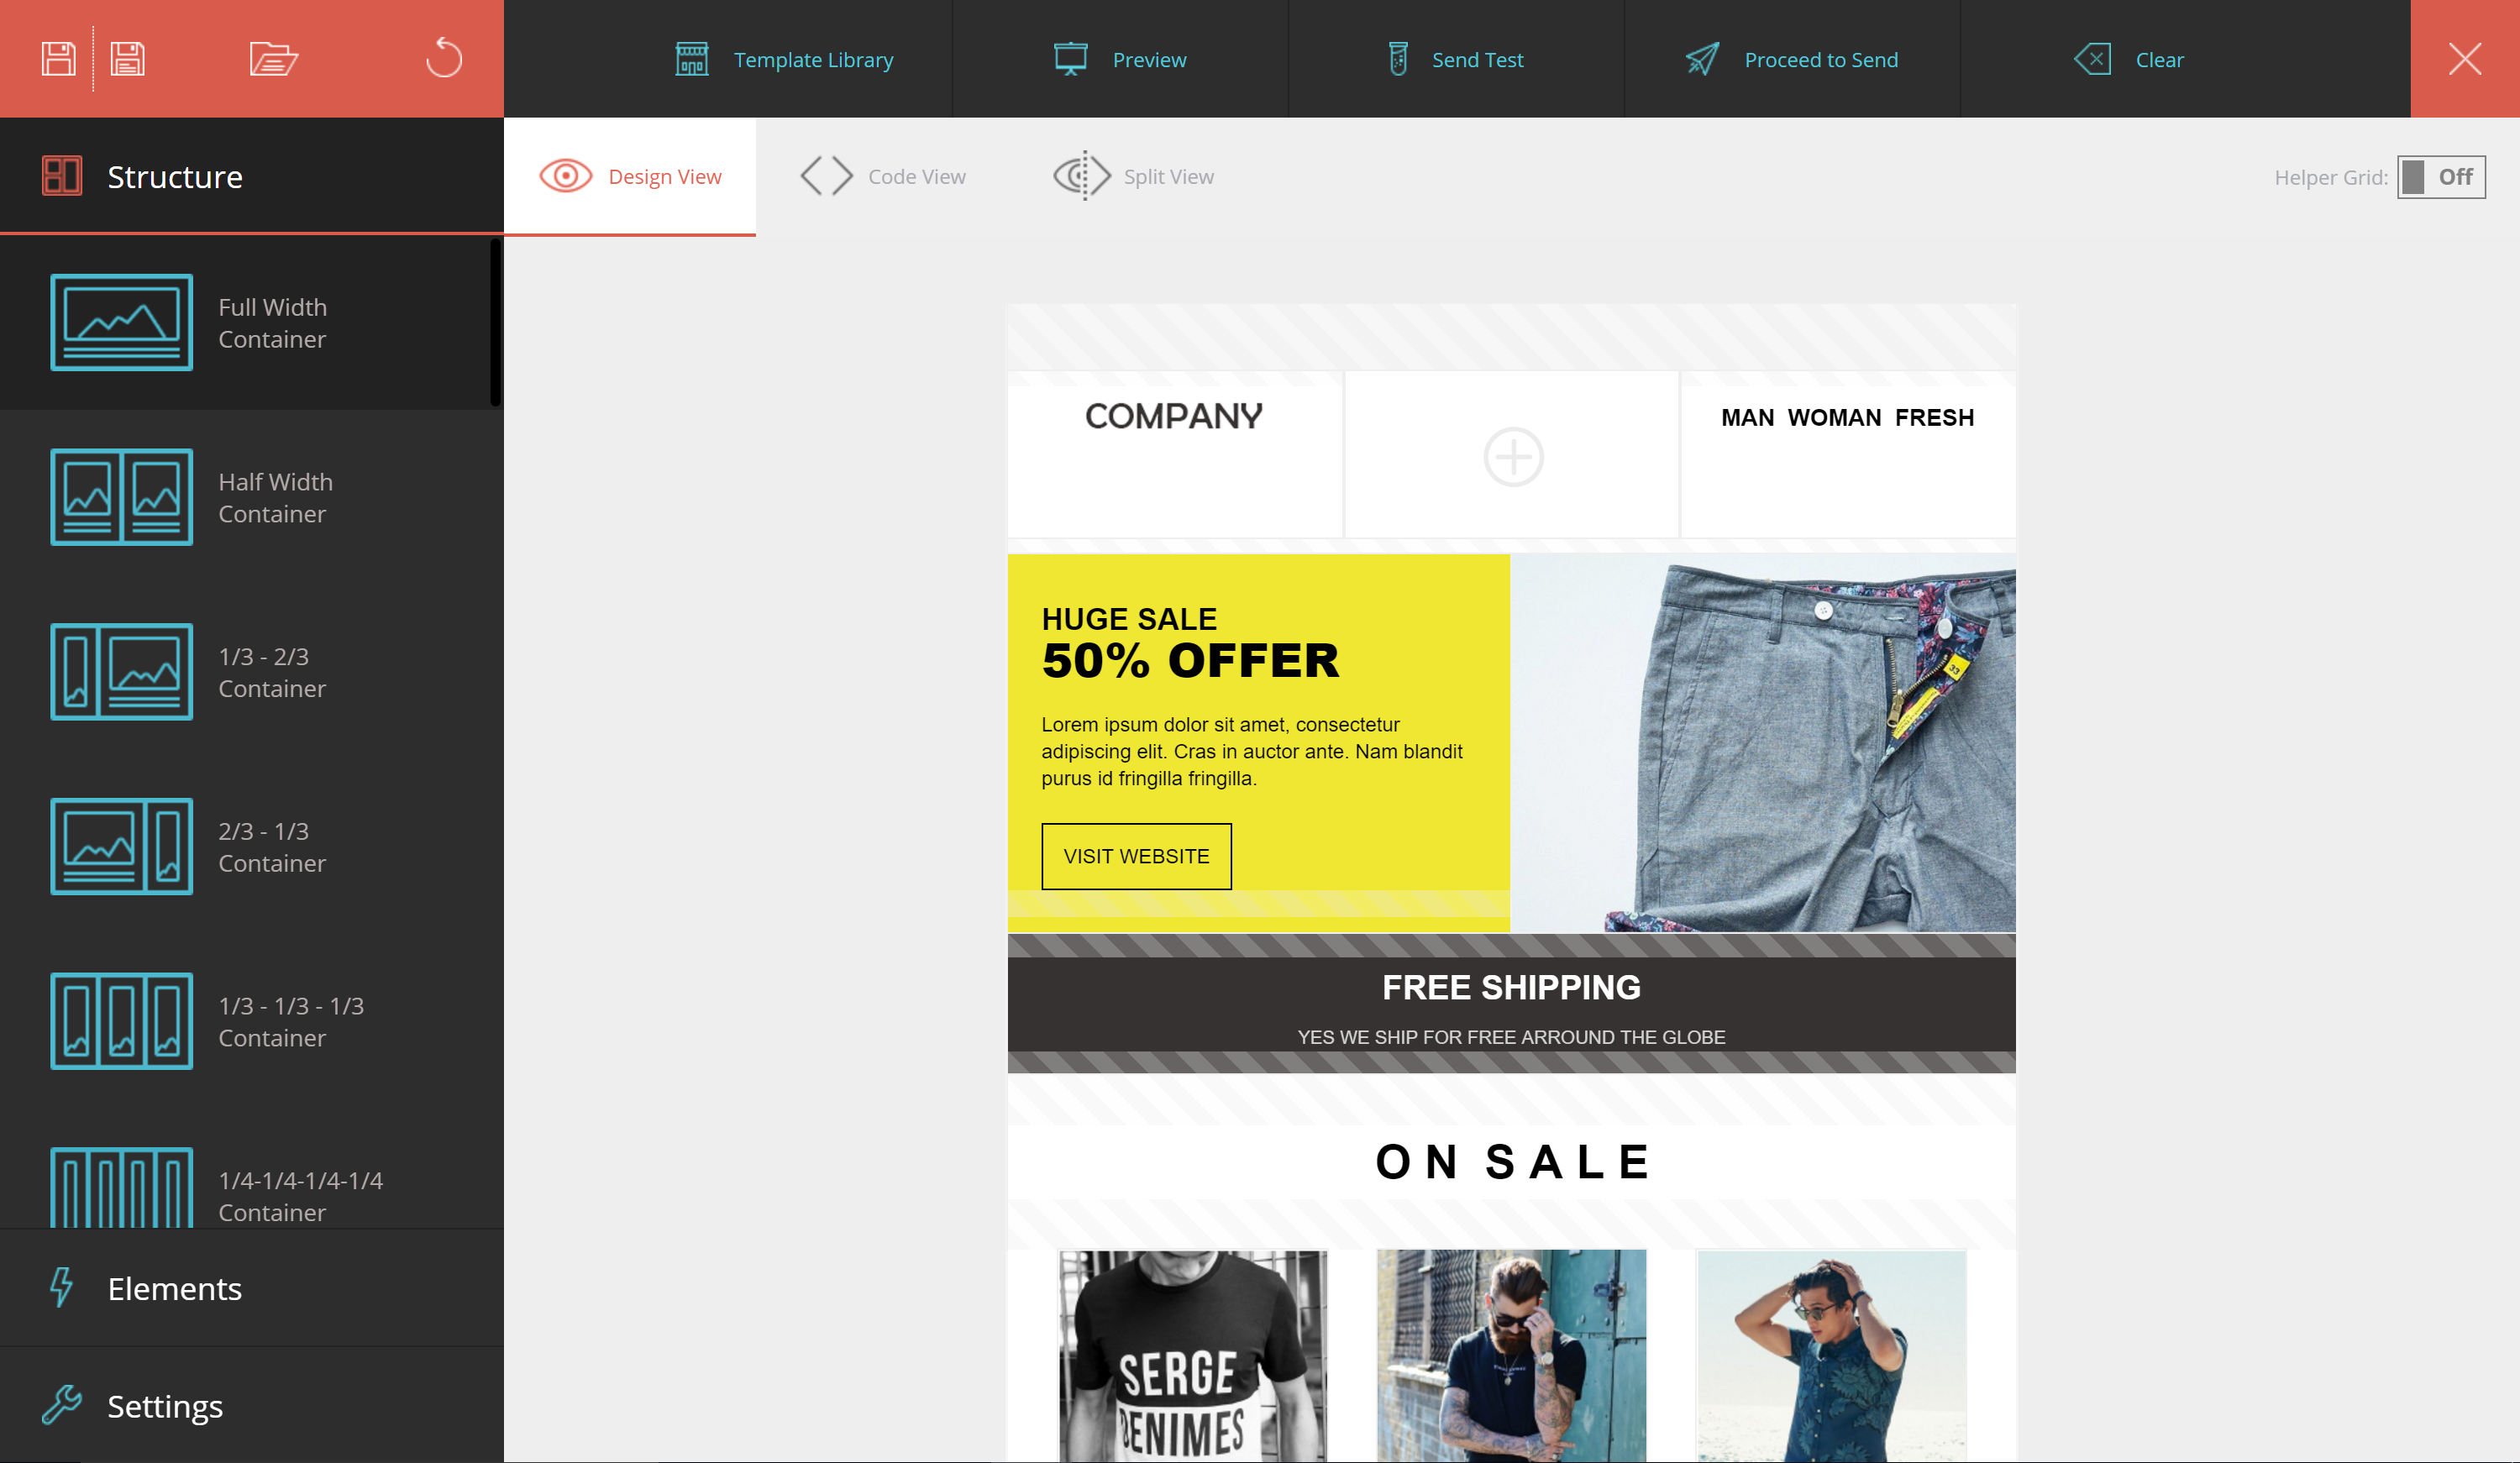 Template Library
Preview
Send Test
Proceed to Send
Clear
Structure
Design View
Code View
Split View
Helper Grid:
Off
Full Width
Container
Half Width
Container
1/3 - 2/3
Container
2/3 - 1/3
Container
1/3 - 1/3 - 1/3
Container
1/4-1/4-1/4-1/4
Container
Elements
Settings
COMPANY
MAN WOMAN FRESH
HUGE SALE
50% OFFER
Lorem ipsum dolor sit amet, consectetur
adipiscing elit. Cras in auctor ante. Nam blandit
purus id fringilla fringilla.
VISIT WEBSITE
33
FREE SHIPPING
YES WE SHIP FOR FREE ARROUND THE GLOBE
ON SALE
SERGE
DENIMES